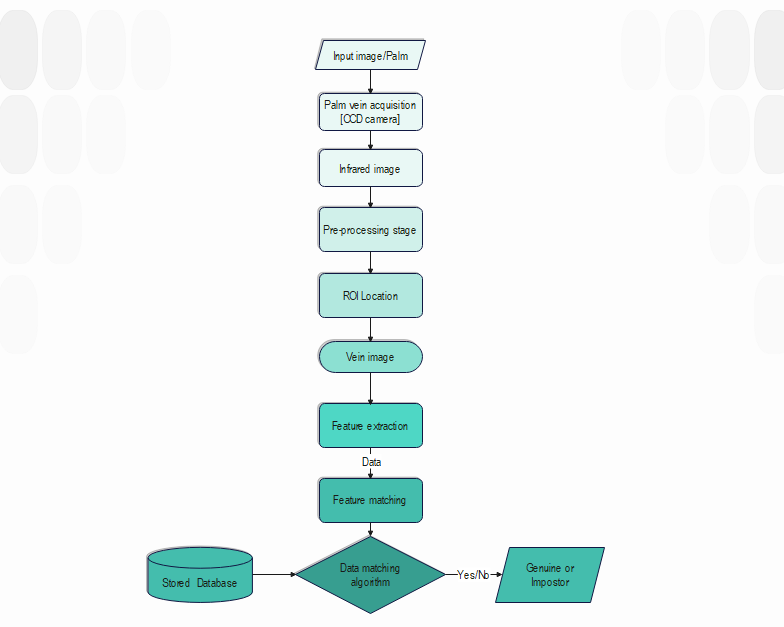 Input image/Palm
Palm vein acquisition
[CCD camera]
Infrared image
Pre-processing stage
ROI Location
Vein image
Feature extraction
Data
Feature matching
Stored Database
Data matching
algorithm
Yes/No
Genuine or
Impostor